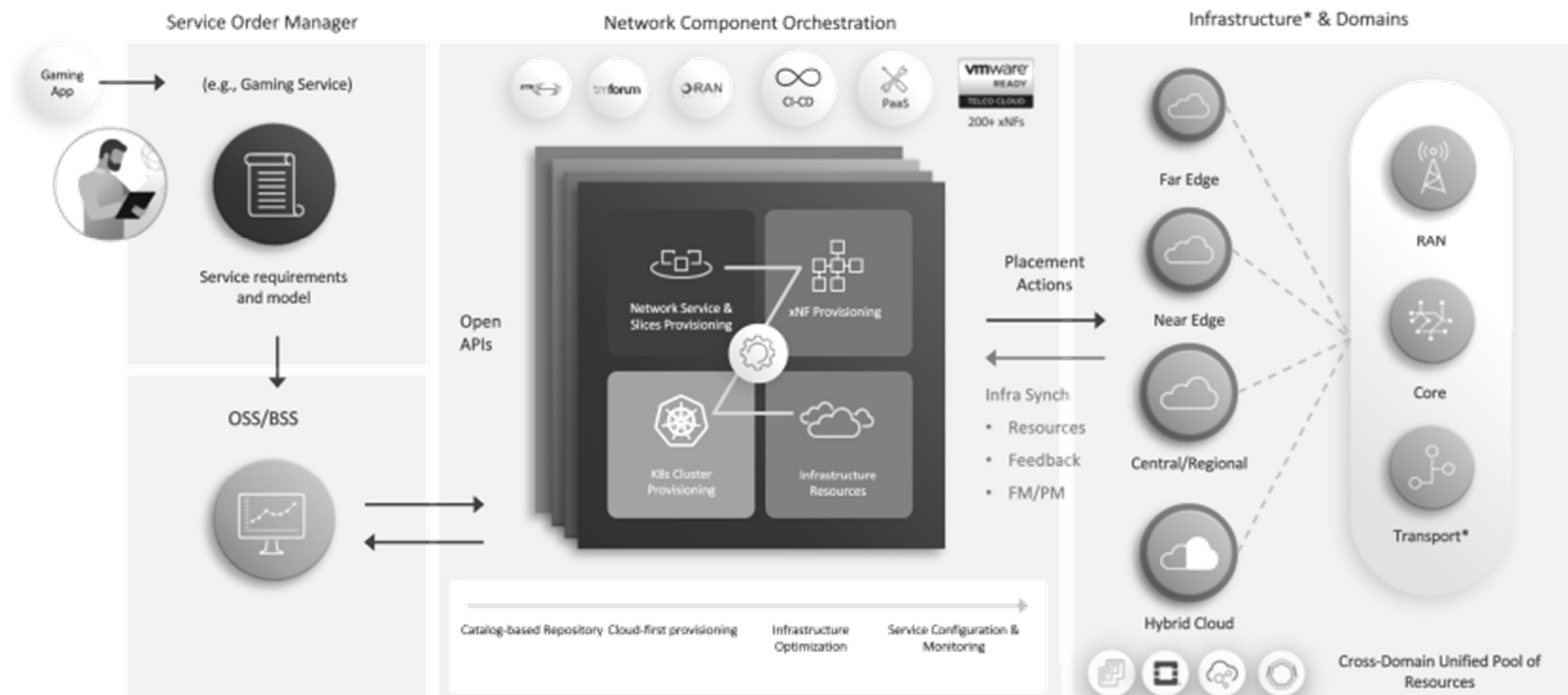 Service Order Manager
Network Component Orchestration
Infrastructure* & Domains
Gaming
App
(e.g., Gaming Service)
Service requirements
and model
OSS/BSS
tmforum
O-RAN
CI-CD
PaaS
vmware
READY
TELCO CLOUD
200+ xNFs
Open
APIs
Network Service &
Slices Provisioning
xNF Provisioning
K8s Cluster
Provisioning
Infrastructure
Resources
Catalog-based Repository
Cloud-first provisioning
Infrastructure
Optimization
Service Configuration &
Monitoring
Placement
Actions
Infra Synch
• Resources
• Feedback
• FM/PM
Far Edge
Near Edge
Central/Regional
Hybrid Cloud
RAN
Core
Transport*
Cross-Domain Unified Pool of
Resources